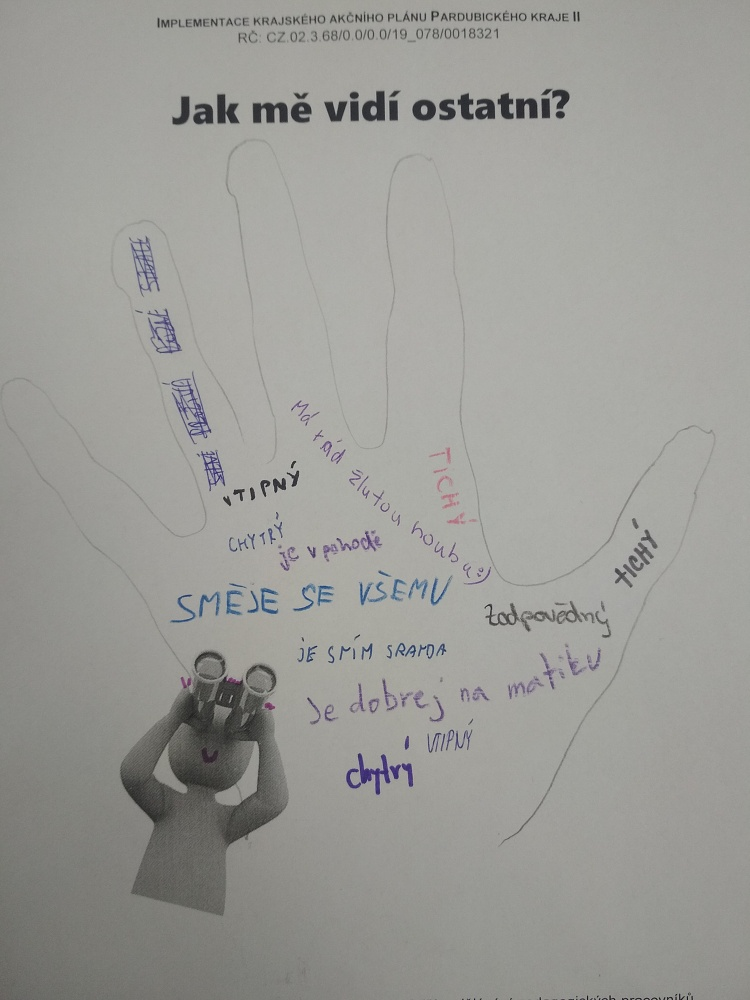 IMPLEMENTACE KRAJSKÉHO AKČNÍHO PLÁNU PARDUBICKÉHO KRAJE II
RČ: CZ.02.3.68/0.0/0.0/19_078/0018321
Jak mě vidí ostatní?
Má rád žlutou houbu :)
TICHÝ
VTIPNÝ
CHYTRÝ
je v pohodě
TICHÝ
SMĚJE SE VŠEMU
Zodpovědný
JE SNÍM SRANDA
Je dobrej na matiku
VTIPNÝ
chytrý
pracovníků